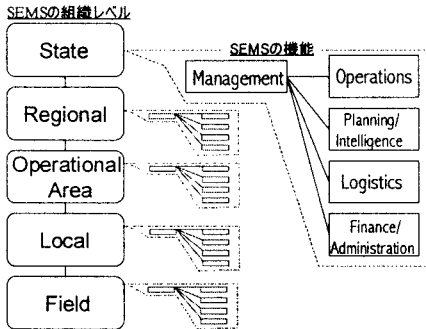 SEMSの組織レベル
State
Regional
Operational
Area
Local
Field
SEMSの機能
Management
Operations
Planning/
Intelligence
Logistics
Finance/
Administration